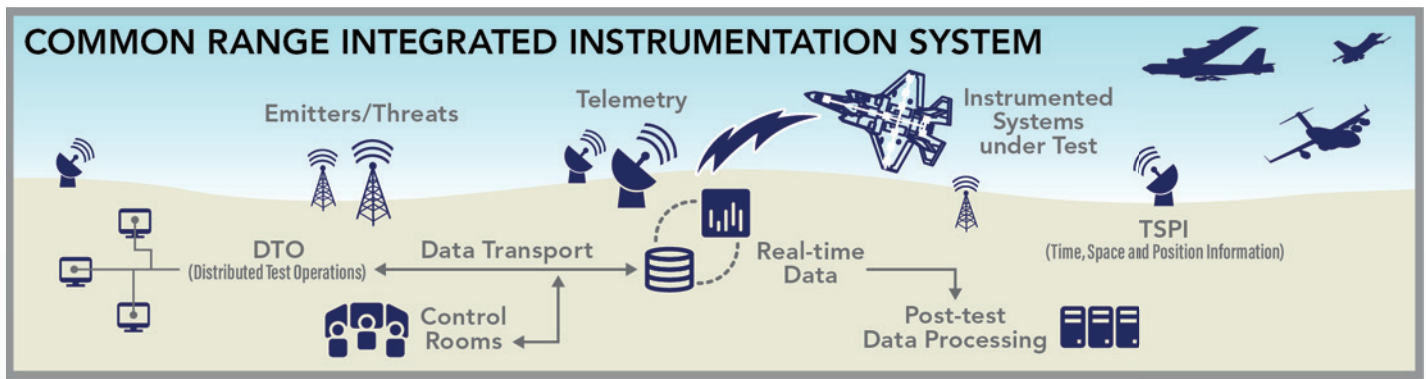 COMMON RANGE INTEGRATED INSTRUMENTATION SYSTEM
Emitters/Threats
Telemetry
Instrumented
Systems
under Test
TSPI
(Time, Space and Position Information)
DTO
(Distributed Test Operations)
Data Transport
Real-time
Data
Control
Rooms
Post-test
Data Processing